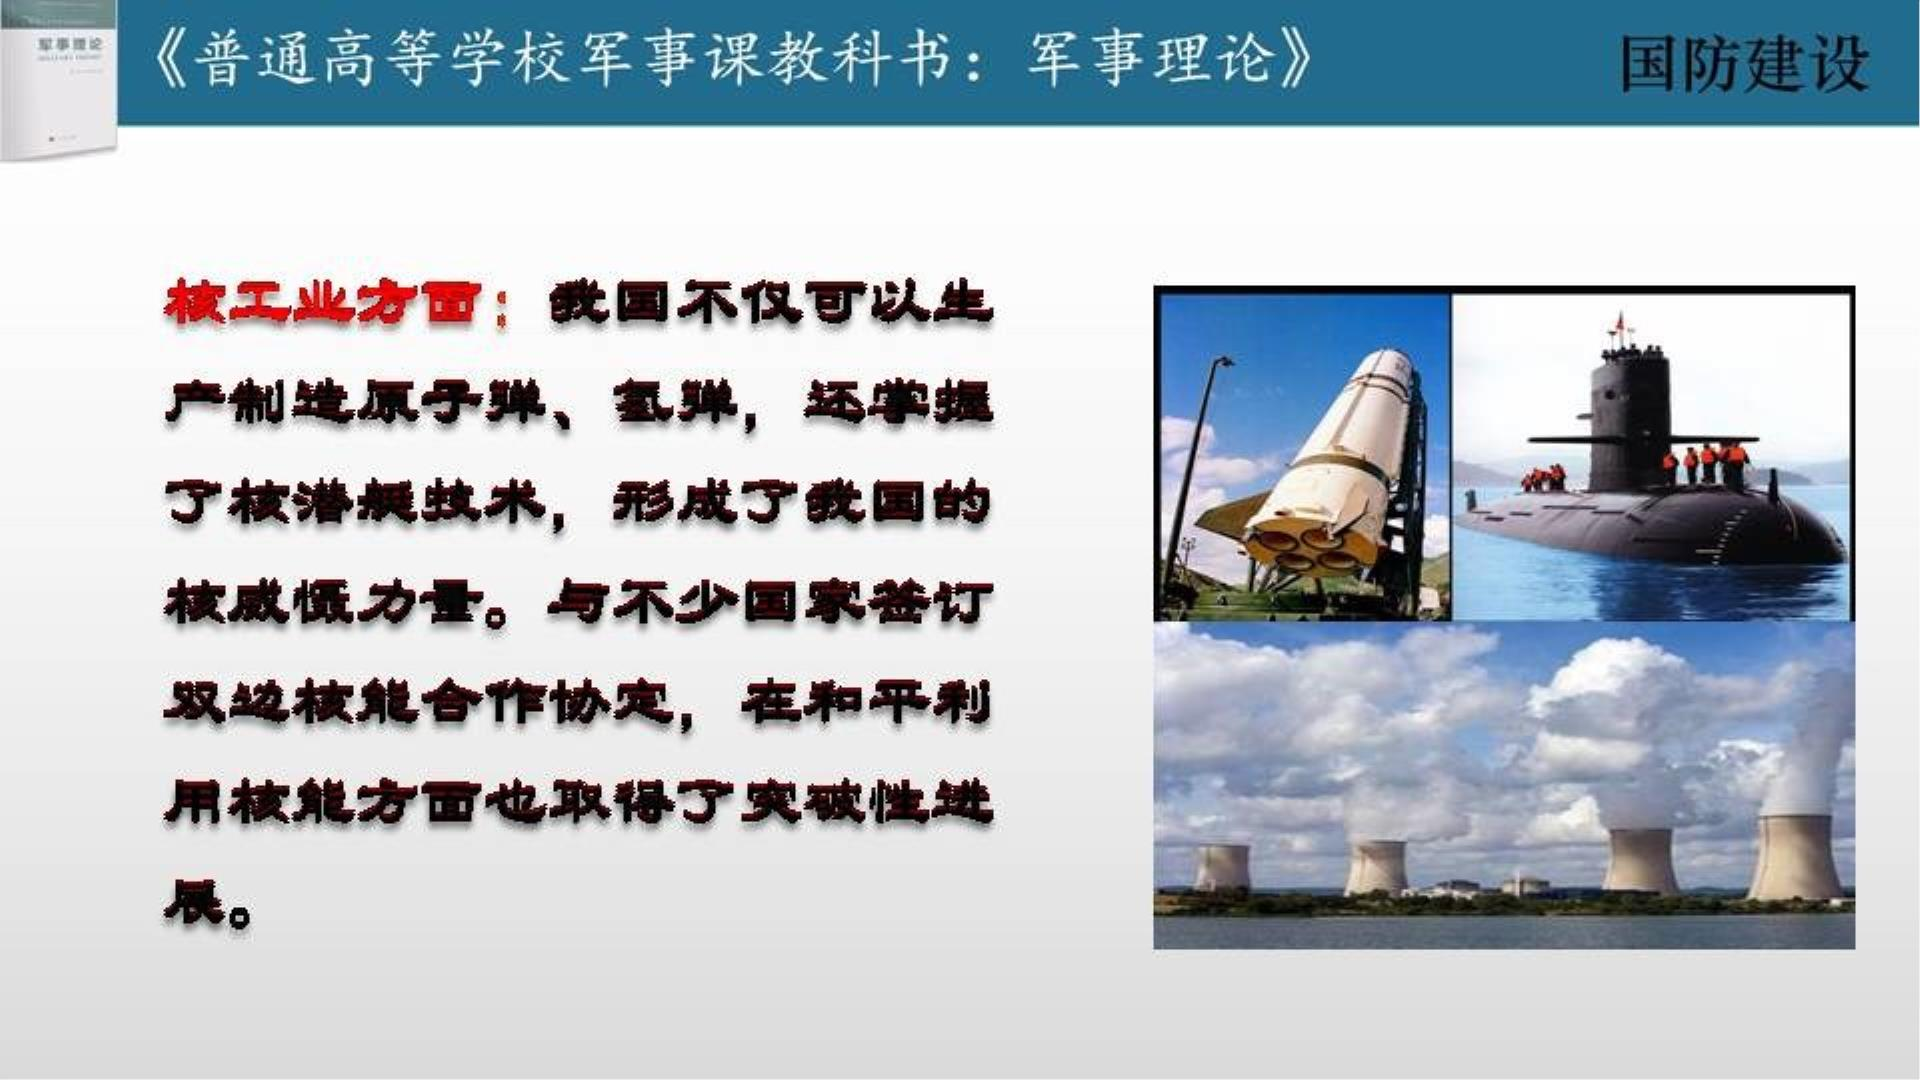 军事理论
《普通高等学校军事课教科书：军事理论》
国防建设
核工业方面：我国不仅可以生
产制造原子弹、氢弹，还掌握
了核潜艇技术，形成了我国的
核威慑力量。与不少国家签订
双边核能合作协定，在和平利
用核能方面也取得了突破性进
展。